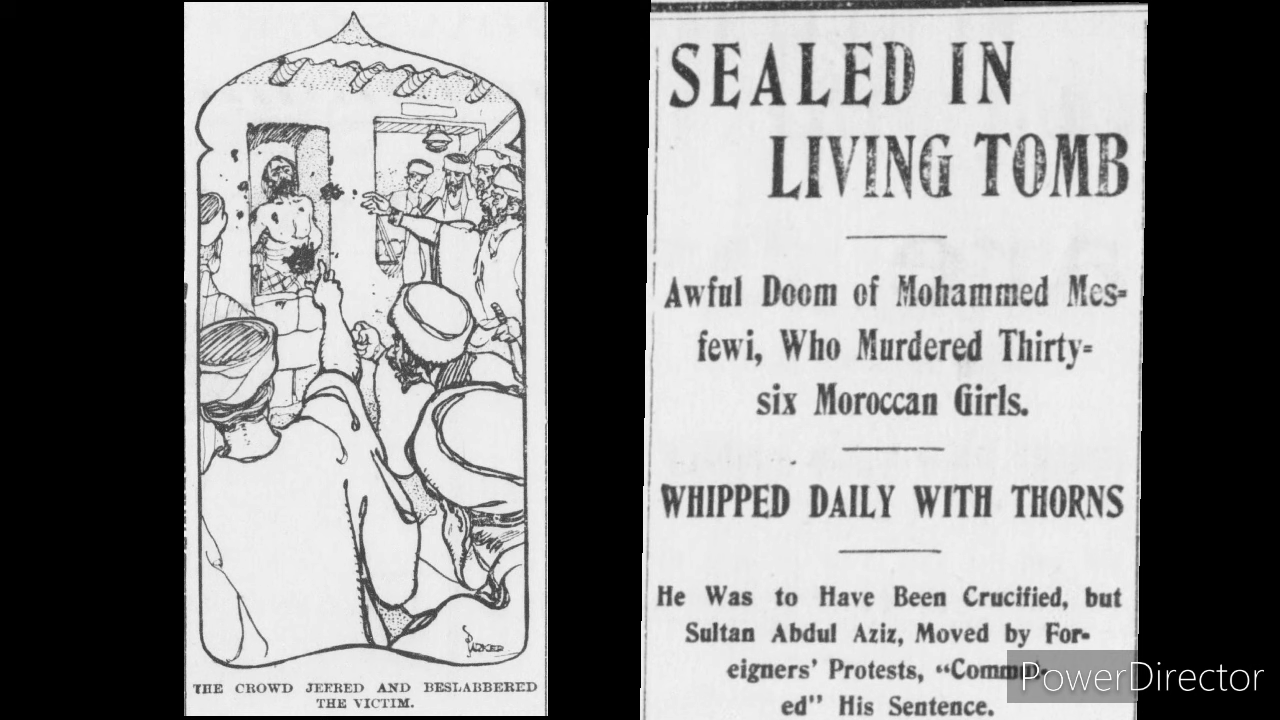 PARKER
THE CROWD JEERED AND BESLABBERED
THE VICTIM.
SEALED IN
LIVING TOMB
Awful Doom of Mohammed Mes=
fewi, Who Murdered Thirty=
six Moroccan Girls.
WHIPPED DAILY WITH THORNS
He Was to Have Been Crucified, but
Sultan Abdul Aziz, Moved by For-
eigners' Protests, "Commut-
ed" His Sentence.
PowerDirector